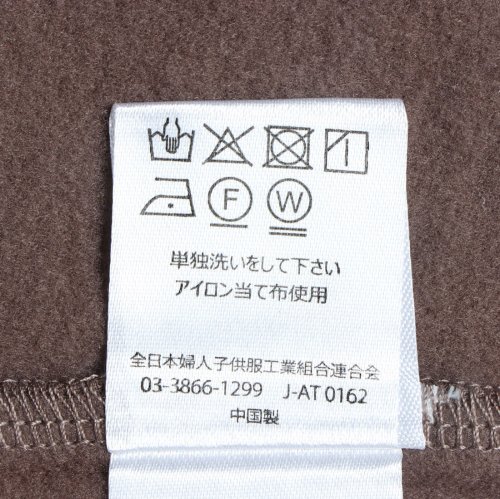 F W
単独洗いをして下さい
アイロン当て布使用
全日本婦人子供服工業組合連合会
03-3866-1299 J-AT 0162
中国製